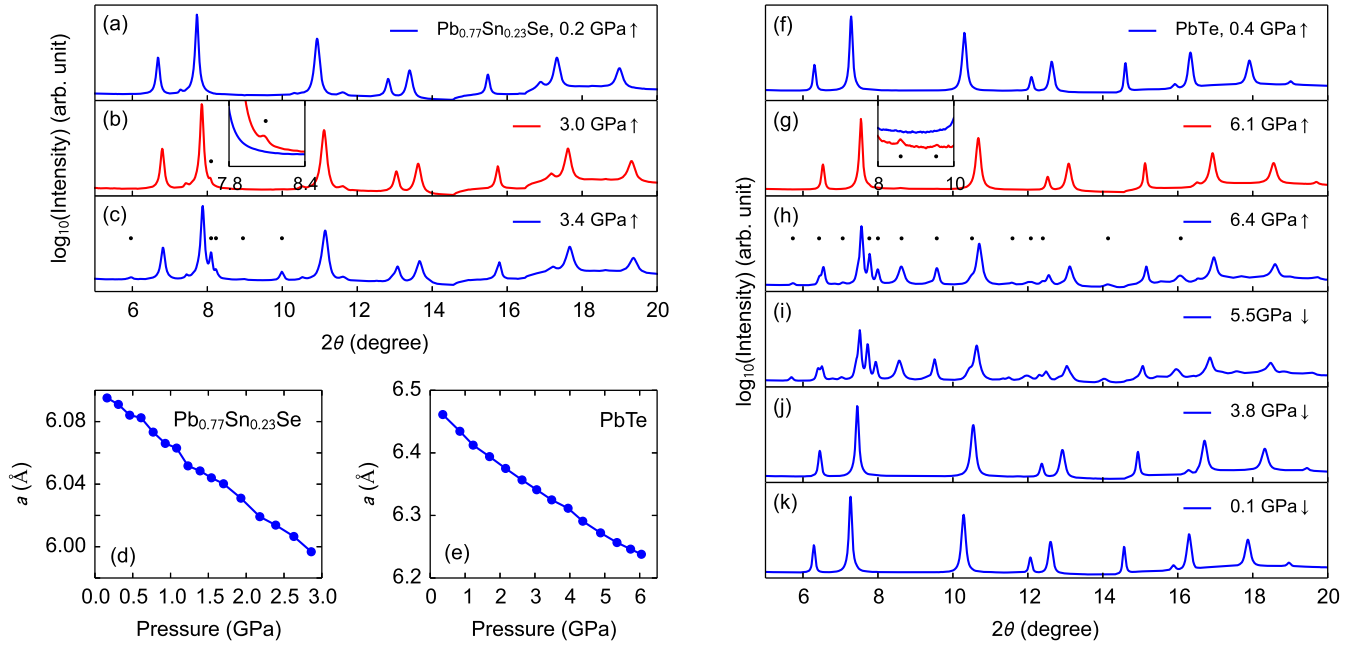 (a) Pb0.77Sn0.23Se, 0.2 GPa↑
(b) 3.0 GPa↑
7.8 8.4
(c) 3.4 GPa↑
log10(Intensity) (arb. unit)
6 8 10 12 14 16 18 20
2θ (degree)
6.08
6.04
6.00
a (Å)
Pb0.77Sn0.23Se
(d)
0.0 0.5 1.0 1.5 2.0 2.5 3.0
Pressure (GPa)
6.5
6.4
6.3
6.2
a (Å)
PbTe
(e)
0 1 2 3 4 5 6
Pressure (GPa)
(f) PbTe, 0.4 GPa↑
(g) 6.1 GPa↑
8 10
(h) 6.4 GPa↑
(i) 5.5GPa ↓
(j) 3.8 GPa↓
(k) 0.1 GPa↓
log10(Intensity) (arb. unit)
6 8 10 12 14 16 18 20
2θ (degree)